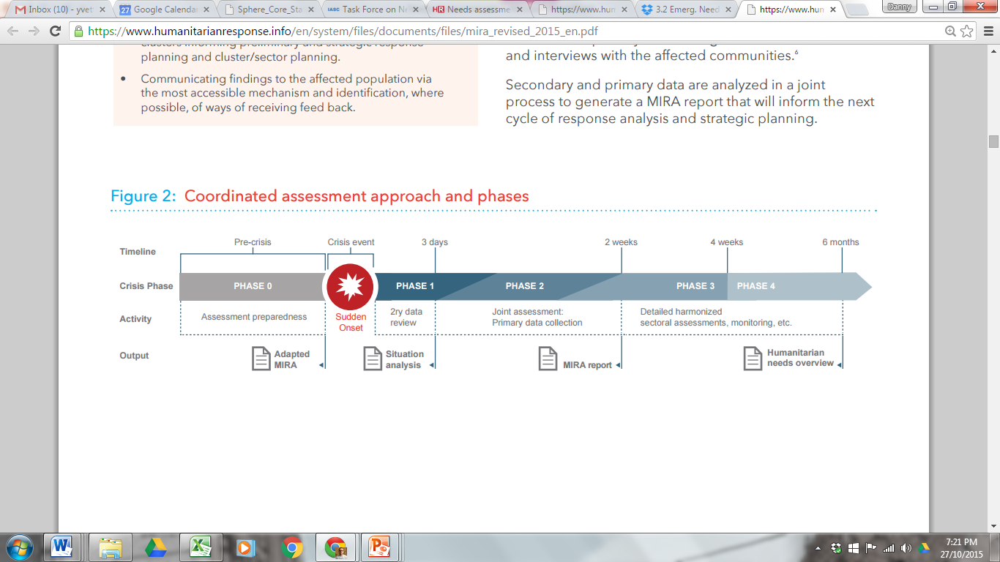 Inbox (10) - yvet
Google Calenda
Sphere_Core_Sta
IASC Task Force on Ne
HR Needs assessme
https://www.hun
3.2 Emerg. Need
https://www.hun
Danny
https://www.humanitarianresponse.info/en/system/files/documents/files/mira_revised_2015_en.pdf
clusters informing preliminary and strategic response
planning and cluster/sector planning.
• Communicating findings to the affected population via
the most accessible mechanism and identification, where
possible, of ways of receiving feed back.
and interviews with the affected communities.⁶
Secondary and primary data are analyzed in a joint
process to generate a MIRA report that will inform the next
cycle of response analysis and strategic planning.
Figure 2: Coordinated assessment approach and phases
Timeline
Pre-crisis
Crisis event
3 days
2 weeks
4 weeks
6 months
Crisis Phase
PHASE 0
PHASE 1
PHASE 2
PHASE 3
PHASE 4
Activity
Assessment preparedness
Sudden
Onset
2ry data
review
Joint assessment:
Primary data collection
Detailed harmonized
sectoral assessments, monitoring, etc.
Output
Adapted
MIRA
Situation
analysis
MIRA report
Humanitarian
needs overview
7:21 PM
27/10/2015